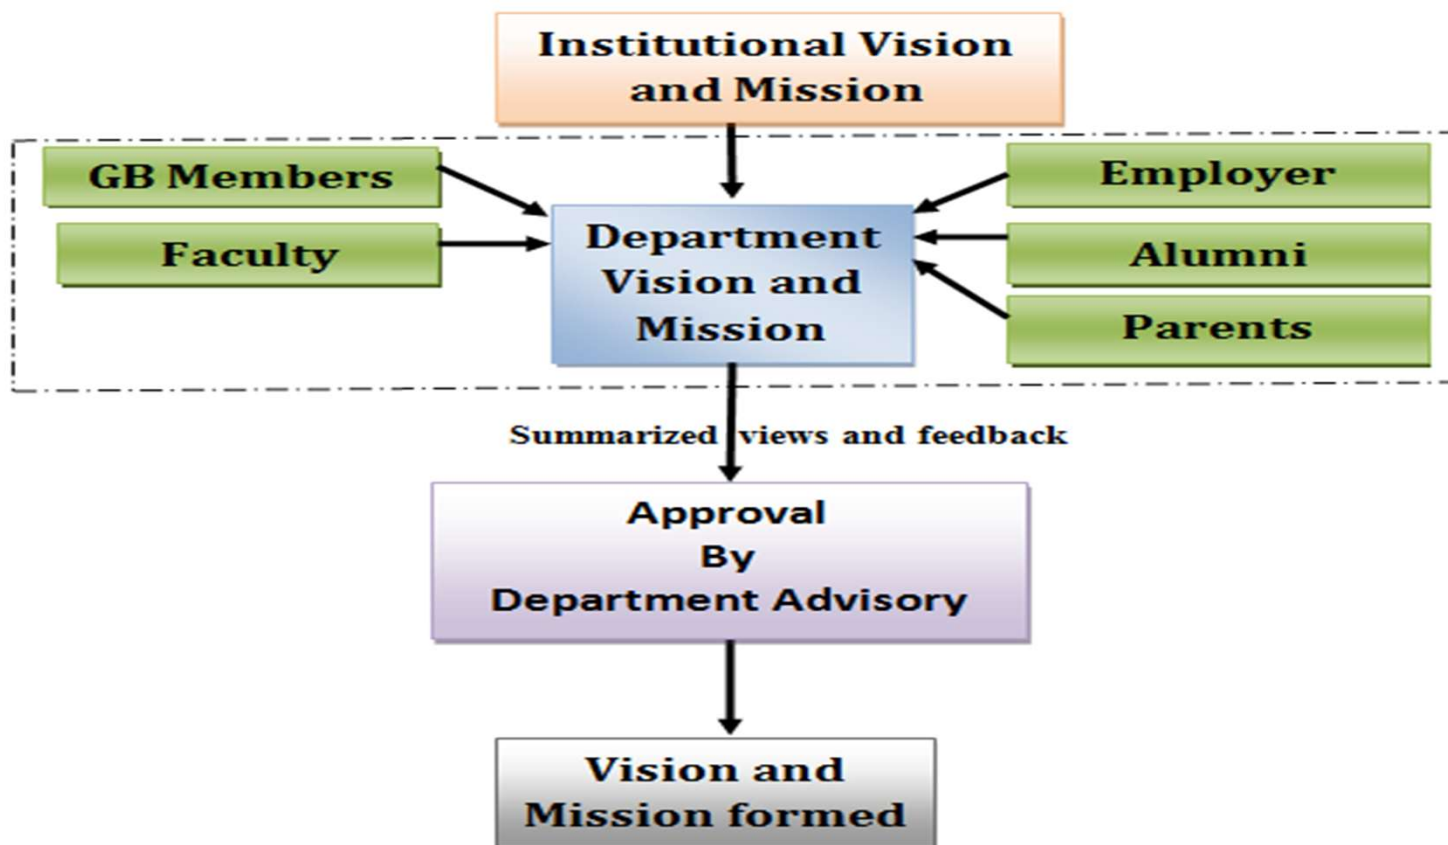 Institutional Vision
and Mission
GB Members
Faculty
Department
Vision and
Mission
Employer
Alumni
Parents
Summarized views and feedback
Approval
By
Department Advisory
Vision and
Mission formed